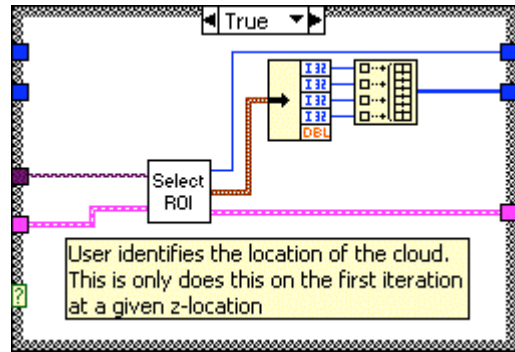 True
I32
I32
I32
I32
DBL
Select
ROI
User identifies the location of the cloud.
This is only does this on the first iteration
at a given z-location
?